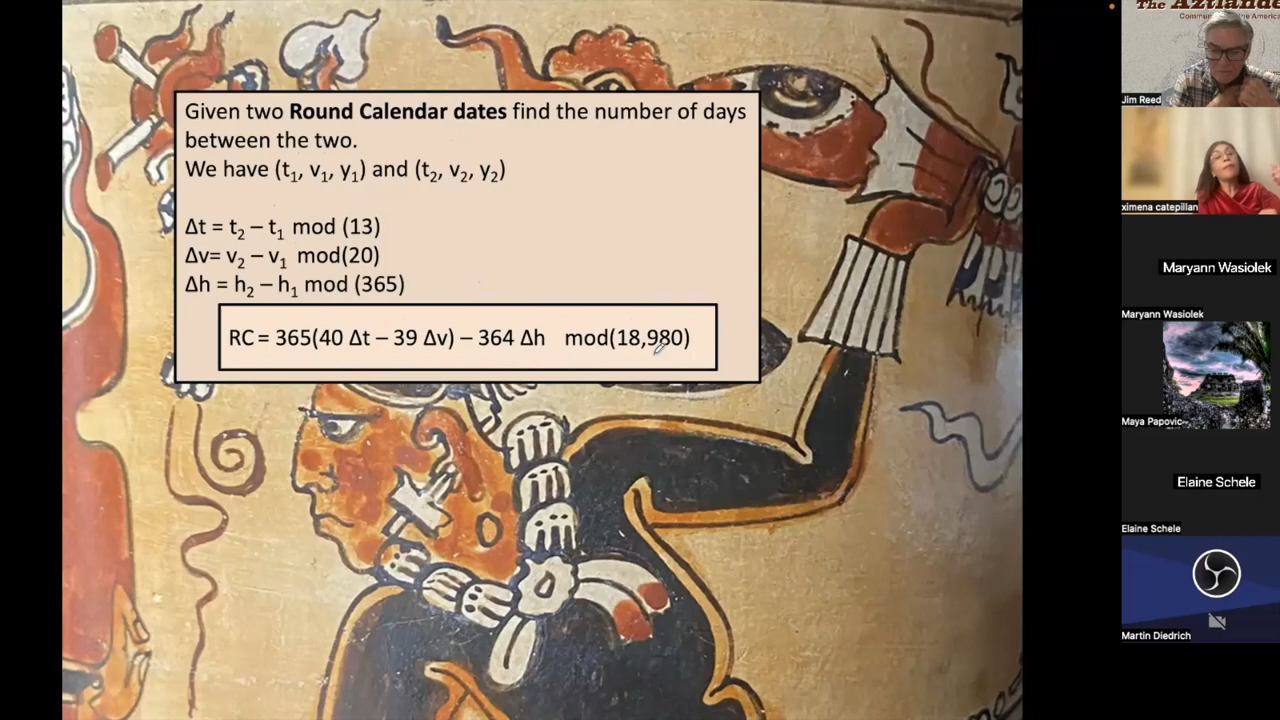 Given two Round Calendar dates find the number of days
between the two.
We have (t₁, v₁, y₁) and (t₂, v₂, y₂)
Δt = t₂ – t₁ mod (13)
Δv= v₂ – v₁ mod(20)
Δh = h₂ – h₁ mod (365)
RC = 365(40 Δt – 39 Δv) – 364 Δh mod(18,980)
Jim Reed
ximena catepillan
Maryann Wasiolek
Maryann Wasiolek
Maya Papovic
Elaine Schele
Elaine Schele
Martin Diedrich